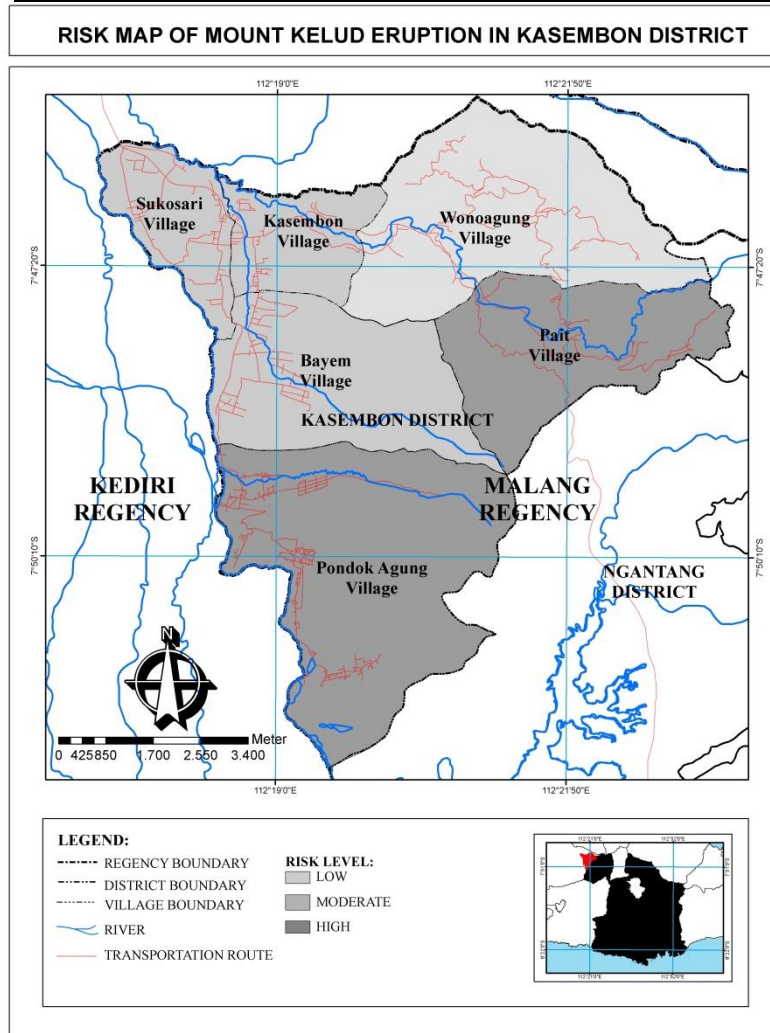 RISK MAP OF MOUNT KELUD ERUPTION IN KASEMBON DISTRICT
112°19'0"E
112°21'50"E
Sukosari
Village
Kasembon
Village
Wonoagung
Village
7°47'20"S
7°47'20"S
Pait
Village
Bayem
Village
KASEMBON DISTRICT
KEDIRI
REGENCY
MALANG
REGENCY
7°50'10"S
7°50'10"S
Pondok Agung
Village
NGANTANG
DISTRICT
N
Meter
0 425850 1.700 2.550 3.400
112°19'0"E
112°21'50"E
LEGEND:
REGENCY BOUNDARY
DISTRICT BOUNDARY
VILLAGE BOUNDARY
RIVER
TRANSPORTATION ROUTE
RISK LEVEL:
LOW
MODERATE
HIGH